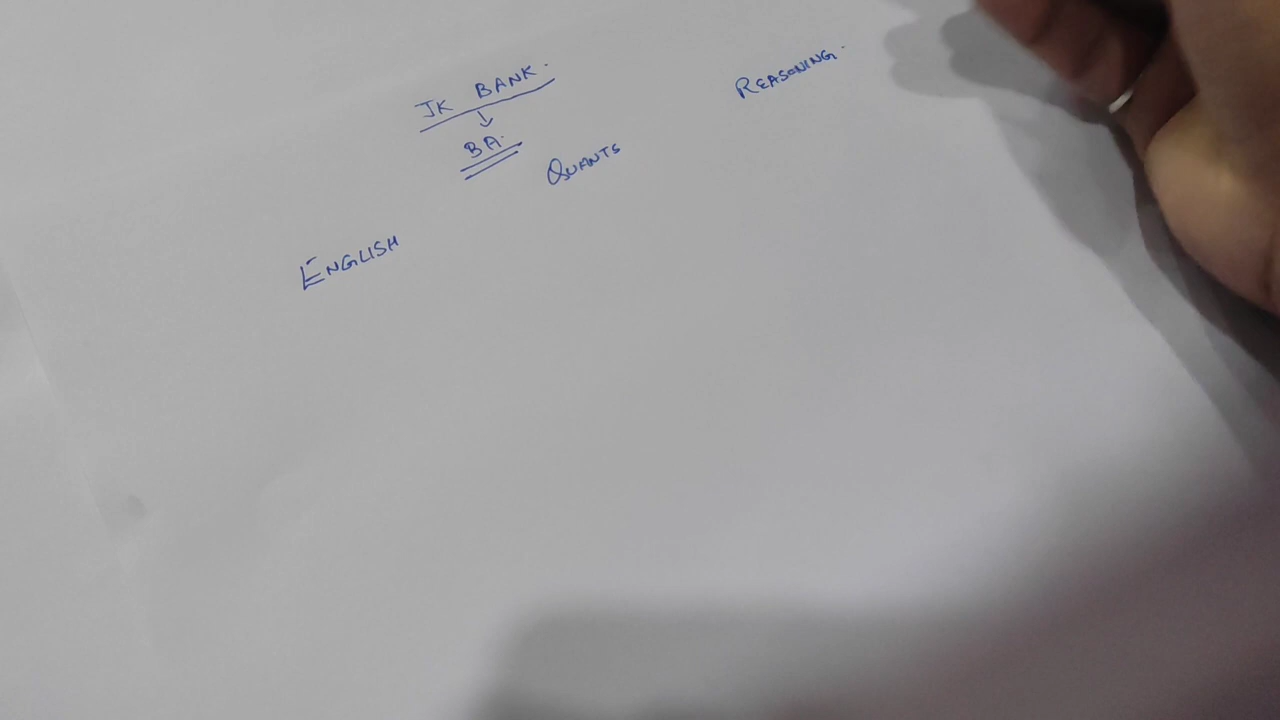 JK BANK.
↓
BA.
ENGLISH
QUANTS
REASONING.